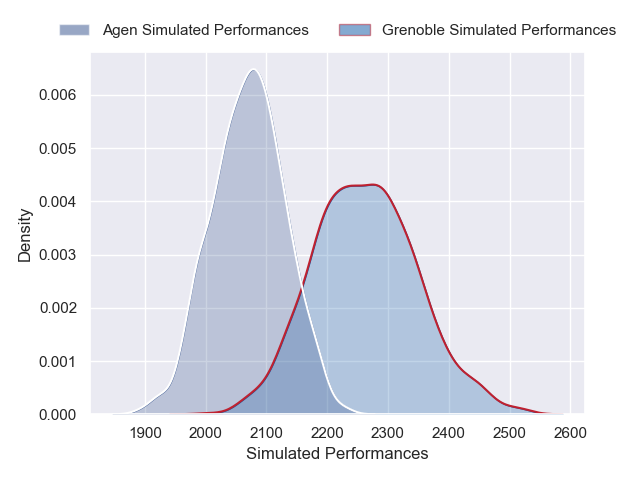 Agen Simulated Performances Grenoble Simulated Performances
0.006
0.005
0.004
0.003
0.002
0.001
0.000
Density
1900 2000 2100 2200 2300 2400 2500 2600
Simulated Performances